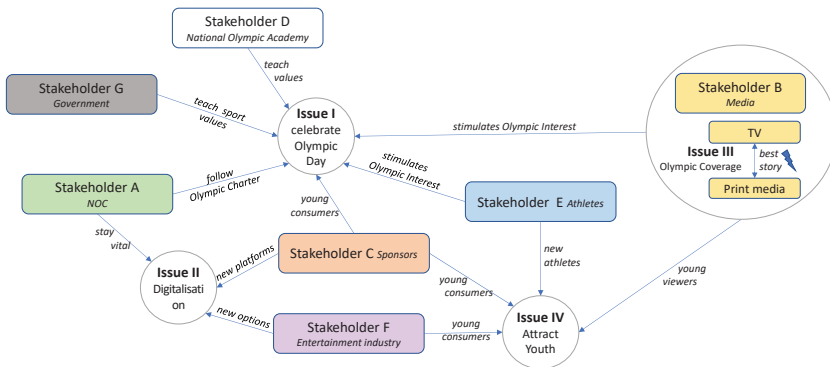 Stakeholder D
National Olympic Academy
teach
values
Stakeholder G
Government
teach sport
values
Issue I
celebrate
Olympic
Day
stimulates Olympic Interest
Stakeholder B
Media
TV
Issue III
Olympic Coverage
best
story
Print media
Stakeholder A
NOC
follow
Olympic Charter
stimulates
Olympic Interest
Stakeholder E Athletes
young
consumers
stay
vital
new platforms
Stakeholder C Sponsors
new
athletes
young
viewers
Issue II
Digitalisati
on
young
consumers
new options
Stakeholder F
Entertainment industry
young
consumers
Issue IV
Attract
Youth